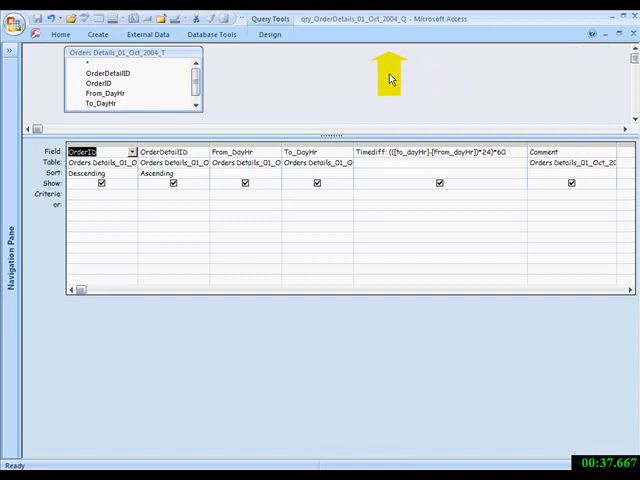 Query Tools
qry_OrderDetails_01_Oct_2004_Q - Microsoft Access
Home
Create
External Data
Database Tools
Design
»
Orders Details_01_Oct_2004_T
*
OrderDetailID
OrderID
From_DayHr
To_DayHr
Field: OrderID OrderDetailID From_DayHr To_DayHr Timediff: (([to_dayHr]-[From_dayHr])*24)*60 Comment
Table: Orders Details_01_O Orders Details_01_O Orders Details_01_O Orders Details_01_O Orders Details_01_Oct_20
Sort: Descending Ascending
Show:
Criteria:
or:
Navigation Pane
Ready
00:37.667